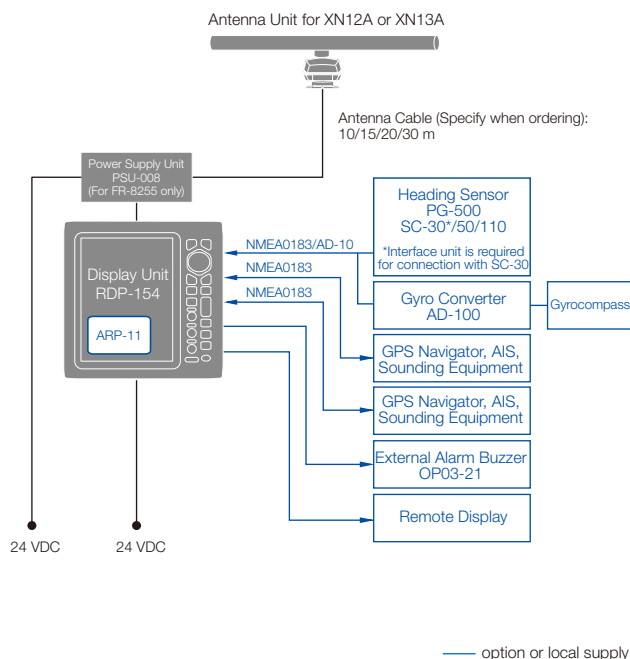 Antenna Unit for XN12A or XN13A
Antenna Cable (Specify when ordering):
10/15/20/30 m
Power Supply Unit
PSU-008
(For FR-8255 only)
Heading Sensor
PG-500
SC-30*/50/110
*Interface unit is required
for connection with SC-30
NMEA0183/AD-10
NMEA0183
NMEA0183
Display Unit
RDP-154
ARP-11
Gyro Converter
AD-100
Gyrocompass
GPS Navigator, AIS,
Sounding Equipment
GPS Navigator, AIS,
Sounding Equipment
External Alarm Buzzer
OP03-21
Remote Display
24 VDC
24 VDC
option or local supply